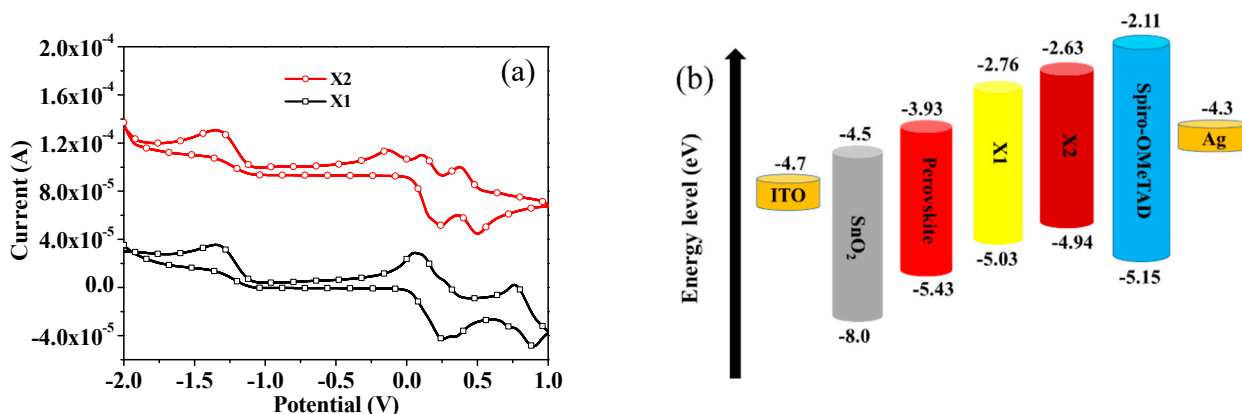 (a)
X2
X1
Current (A)
2.0x10⁻⁴
1.6x10⁻⁴
1.2x10⁻⁴
8.0x10⁻⁵
4.0x10⁻⁵
0.0
-4.0x10⁻⁵
-2.0 -1.5 -1.0 -0.5 0.0 0.5 1.0
Potential (V)
(b)
Energy level (eV)
-4.7
ITO
-4.5
SnO₂
-8.0
-3.93
Perovskite
-5.43
-2.76
X1
-5.03
-2.63
X2
-4.94
-2.11
Spiro-OMeTAD
-5.15
-4.3
Ag